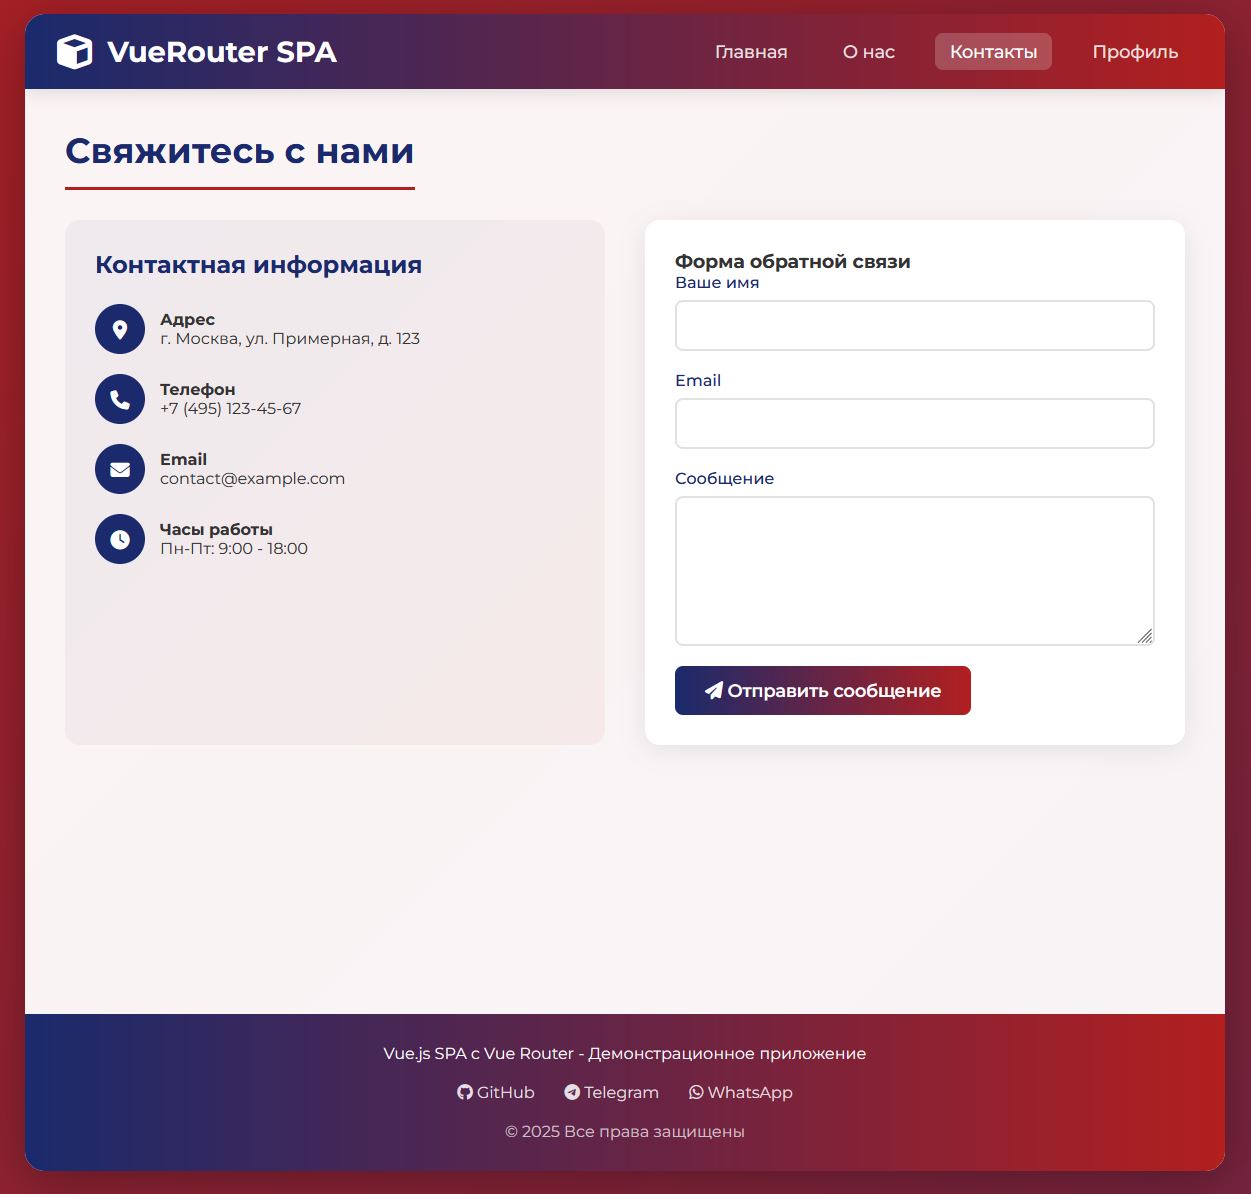 VueRouter SPA
Главная
О нас
Контакты
Профиль
Свяжитесь с нами
Контактная информация
Адрес
г. Москва, ул. Примерная, д. 123
Телефон
+7 (495) 123-45-67
Email
contact@example.com
Часы работы
Пн-Пт: 9:00 - 18:00
Форма обратной связи
Ваше имя
Email
Сообщение
Отправить сообщение
Vue.js SPA с Vue Router - Демонстрационное приложение
GitHub Telegram WhatsApp
© 2025 Все права защищены